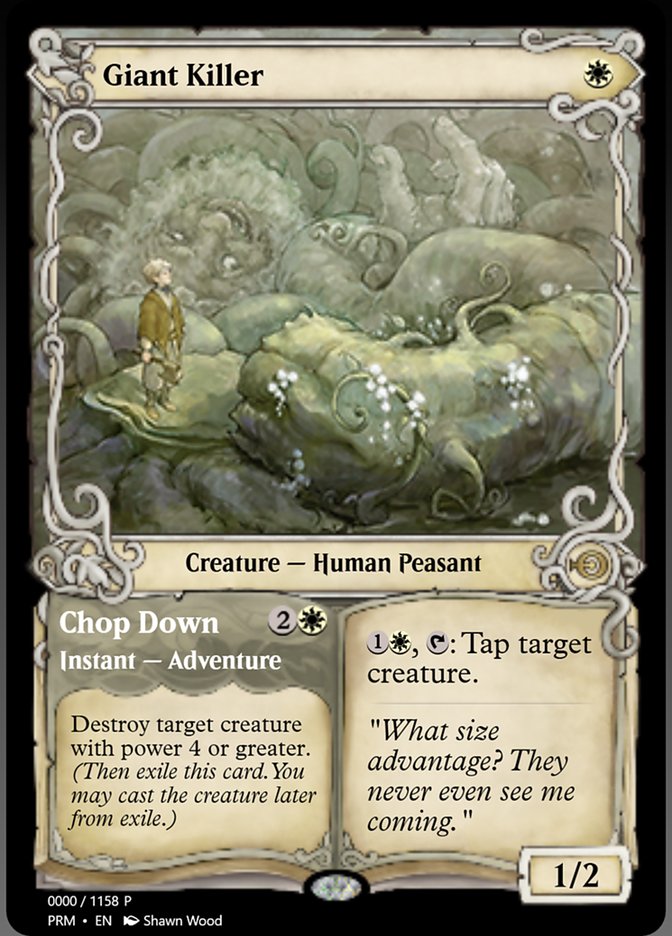 Giant Killer
Creature — Human Peasant
Chop Down 2
Instant — Adventure
Destroy target creature
with power 4 or greater.
(Then exile this card. You
may cast the creature later
from exile.)
1, : Tap target
creature.
"What size
advantage? They
never even see me
coming."
1/2
0000 / 1158 P
PRM • EN Shawn Wood